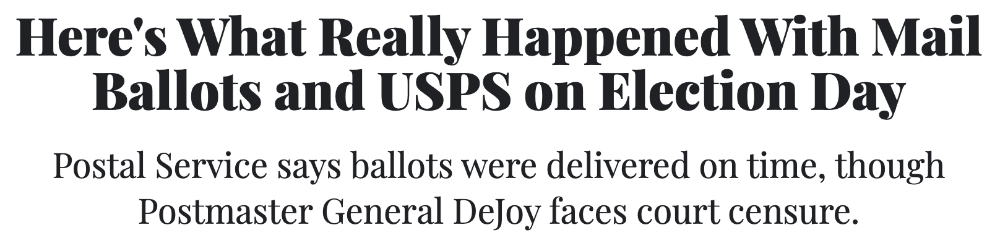 Here's What Really Happened With Mail
Ballots and USPS on Election Day
Postal Service says ballots were delivered on time, though
Postmaster General DeJoy faces court censure.